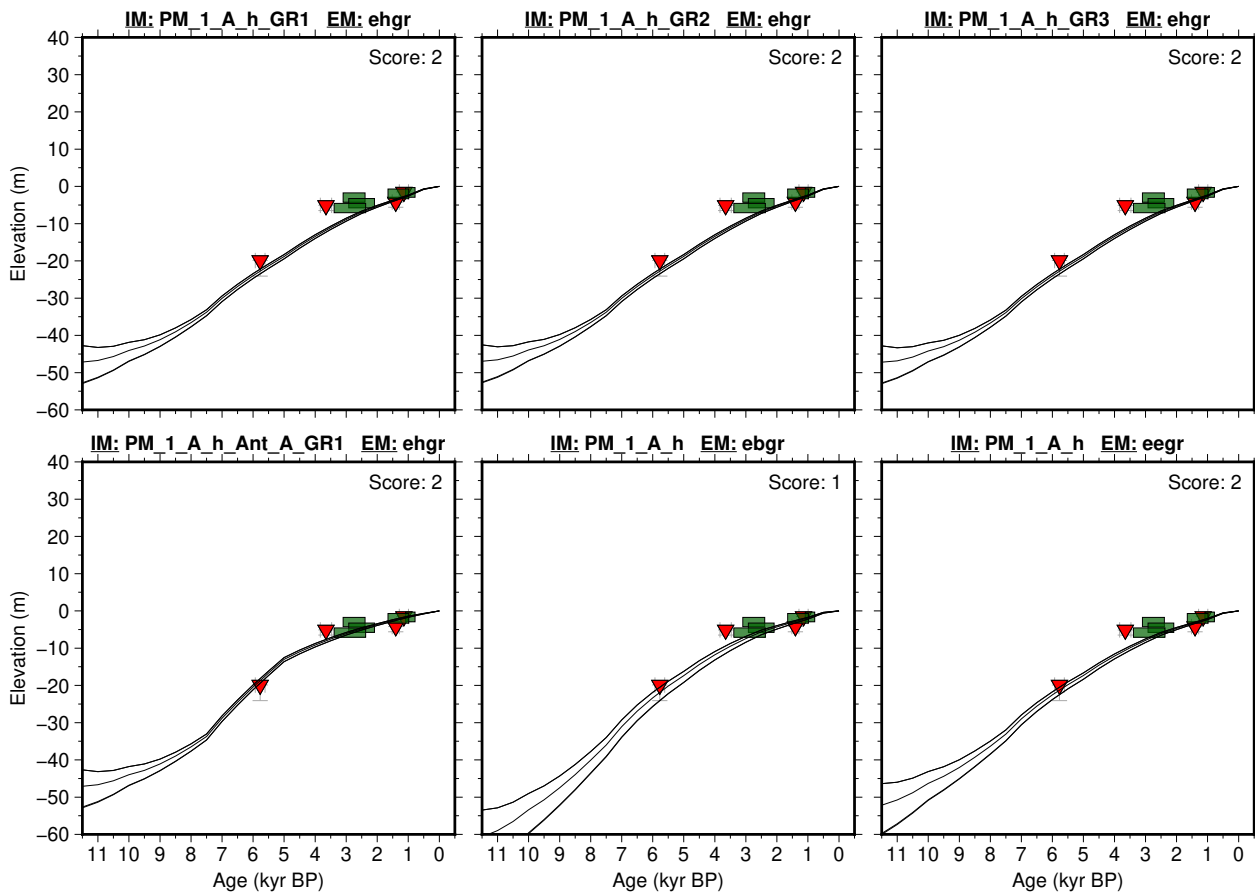 IM: PM_1_A_h_GR1 EM: ehgr
IM: PM_1_A_h_GR2 EM: ehgr
IM: PM_1_A_h_GR3 EM: ehgr
Score: 2
Score: 2
Score: 2
40
30
20
10
0
−10
−20
−30
−40
−50
−60
Elevation (m)
IM: PM_1_A_h_Ant_A_GR1 EM: ehgr
IM: PM_1_A_h EM: ebgr
IM: PM_1_A_h EM: eegr
Score: 2
Score: 1
Score: 2
40
30
20
10
0
−10
−20
−30
−40
−50
−60
Elevation (m)
11 10 9 8 7 6 5 4 3 2 1 0
11 10 9 8 7 6 5 4 3 2 1 0
11 10 9 8 7 6 5 4 3 2 1 0
Age (kyr BP)
Age (kyr BP)
Age (kyr BP)